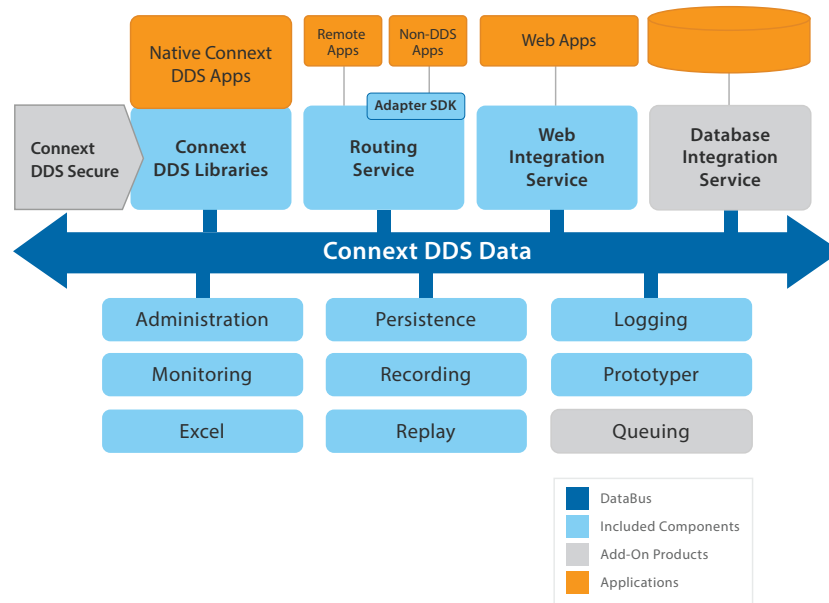 Native Connext
DDS Apps
Remote
Apps
Non-DDS
Apps
Web Apps
Adapter SDK
Connext
DDS Secure
Connext
DDS Libraries
Routing
Service
Web
Integration
Service
Database
Integration
Service
Connext DDS Data
Administration
Persistence
Logging
Monitoring
Recording
Prototyper
Excel
Replay
Queuing
DataBus
Included Components
Add-On Products
Applications